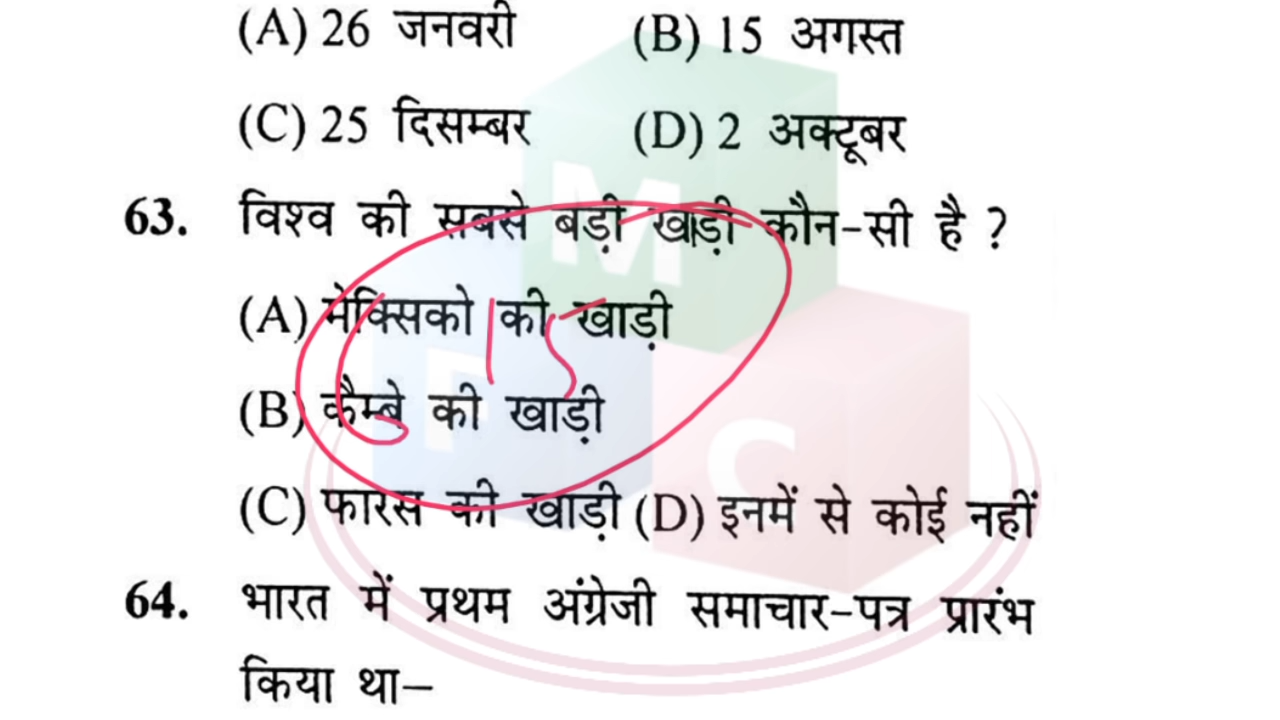 (A) 26 जनवरी (B) 15 अगस्त
(C) 25 दिसम्बर (D) 2 अक्टूबर
63. विश्व की सबसे बड़ी खाड़ी कौन-सी है ?
(A) मेक्सिको की खाड़ी
(B) कैम्बे की खाड़ी
(C) फारस की खाड़ी (D) इनमें से कोई नहीं
64. भारत में प्रथम अंग्रेजी समाचार-पत्र प्रारंभ
किया था–